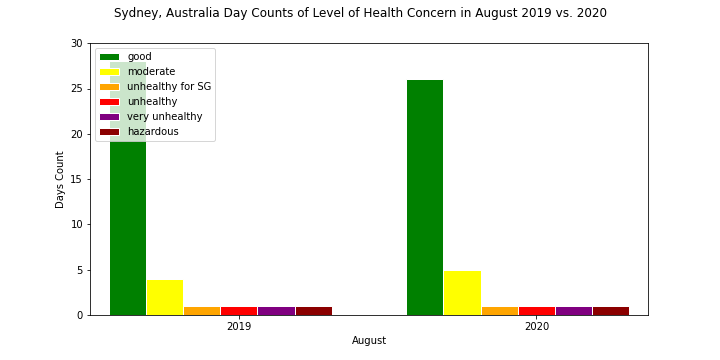 Sydney, Australia Day Counts of Level of Health Concern in August 2019 vs. 2020
30
25
20
15
10
5
0
Days Count
good
moderate
unhealthy for SG
unhealthy
very unhealthy
hazardous
2019
2020
August